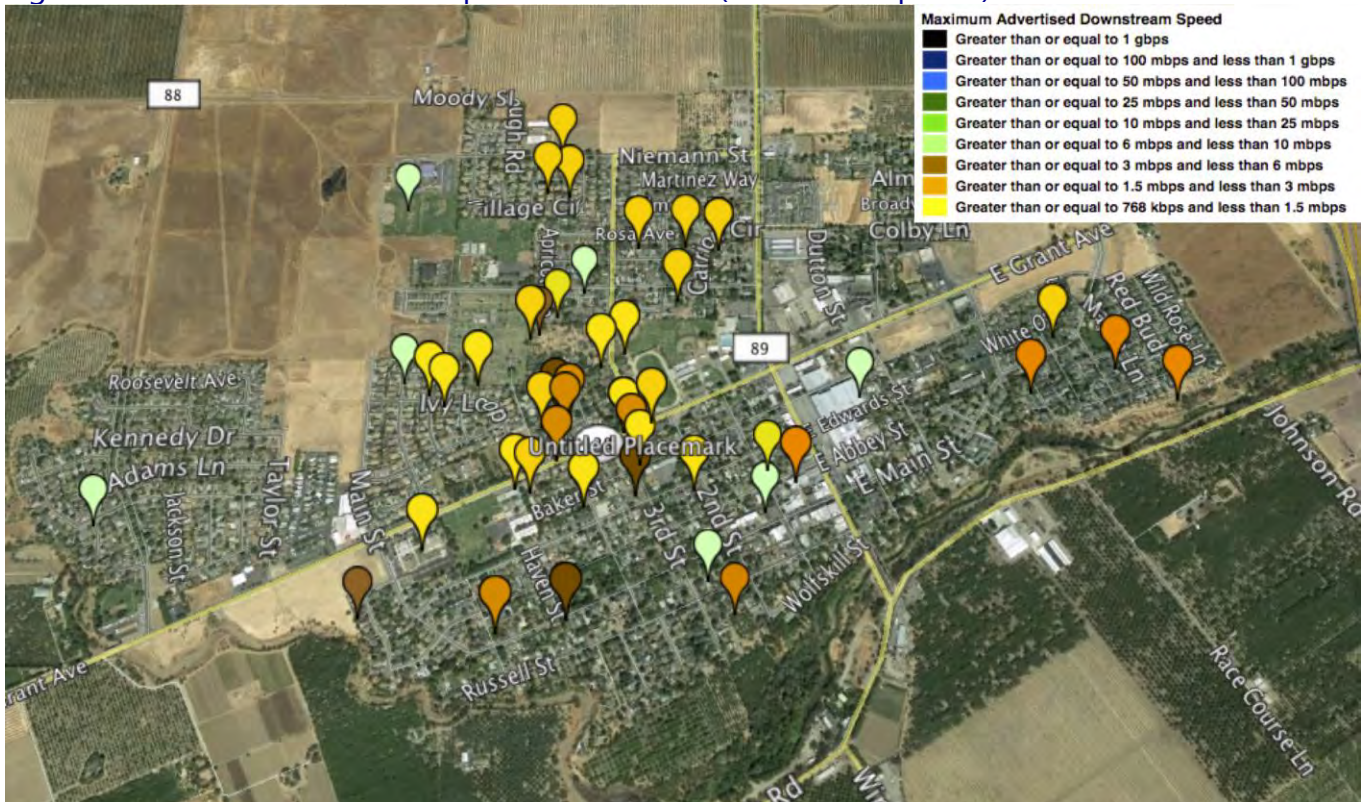 Maximum Advertised Downstream Speed
Greater than or equal to 1 gbps
Greater than or equal to 100 mbps and less than 1 gbps
Greater than or equal to 50 mbps and less than 100 mbps
Greater than or equal to 25 mbps and less than 50 mbps
Greater than or equal to 10 mbps and less than 25 mbps
Greater than or equal to 6 mbps and less than 10 mbps
Greater than or equal to 3 mbps and less than 6 mbps
Greater than or equal to 1.5 mbps and less than 3 mbps
Greater than or equal to 768 kbps and less than 1.5 mbps
88
Moody Sl
Niemann St
Martinez Way
Rosa Ave
Cir
Colby Ln
Dutton St
E Grant Ave
89
White O
Red Bud
Ln
Wild Rose Ln
Roosevelt Ave
Ivy Loop
Kennedy Dr
Adams Ln
Jackson St
Taylor St
Main St
Untitled Placemark
E Edwards St
E Abbey St
E Main St
Johnson Rd
Baker St
3rd St
2nd St
Haven St
Wolfskill St
Russell St
Race Course Ln
Rd